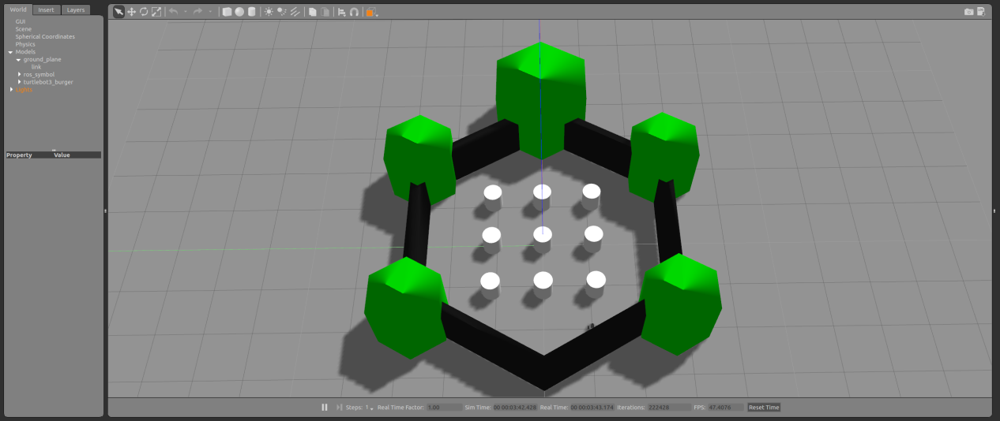 World Insert Layers
GUI
Scene
Spherical Coordinates
Physics
Models
ground_plane
link
ros_symbol
turtlebot3_burger
Lights
Property Value
Steps: 1 Real Time Factor: 1.00 Sim Time: 00 00:03:42.428 Real Time: 00 00:03:43.174 Iterations: 222428 FPS: 47.4076 Reset Time